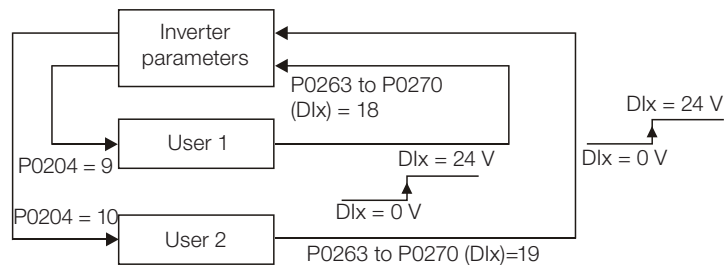 Inverter
parameters
P0263 to P0270
(DIx) = 18
DIx = 24 V
DIx = 0 V
User 1
P0204 = 9
DIx = 24 V
DIx = 0 V
P0204 = 10
User 2
P0263 to P0270 (DIx)=19